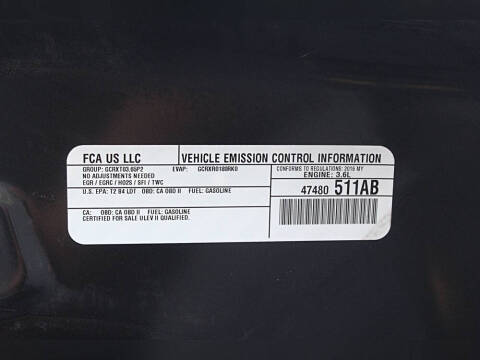 FCA US LLC VEHICLE EMISSION CONTROL INFORMATION
GROUP: GCRXT03.65P2 EVAP: GCRXR0180RK0 CONFORMS TO REGULATIONS: 2016 MY
NO ADJUSTMENTS NEEDED ENGINE: 3.6L
EGR / EGRC / HO2S / SFI / TWC 47480 511AB
U.S. EPA: T2 B4 LDT OBD: CA OBD II FUEL: GASOLINE
CA: OBD: CA OBD II FUEL: GASOLINE
CERTIFIED FOR SALE ULEV II QUALIFIED.